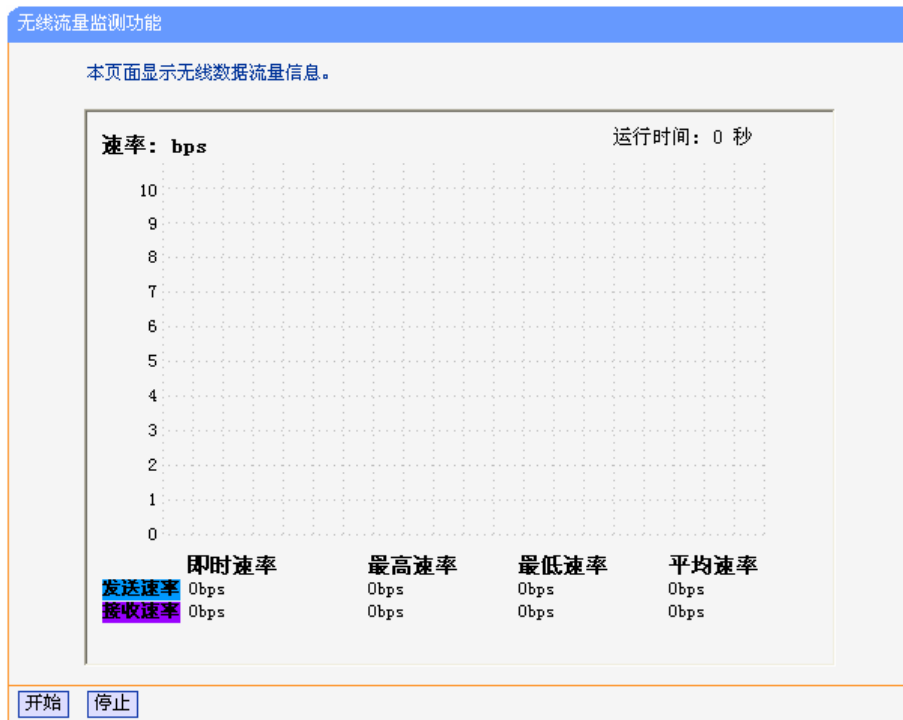 无线流量监测功能
本页面显示无线数据流量信息。
速率: bps
运行时间: 0 秒
10
9
8
7
6
5
4
3
2
1
0
即时速率 最高速率 最低速率 平均速率
发送速率 0bps 0bps 0bps 0bps
接收速率 0bps 0bps 0bps 0bps
开始 停止